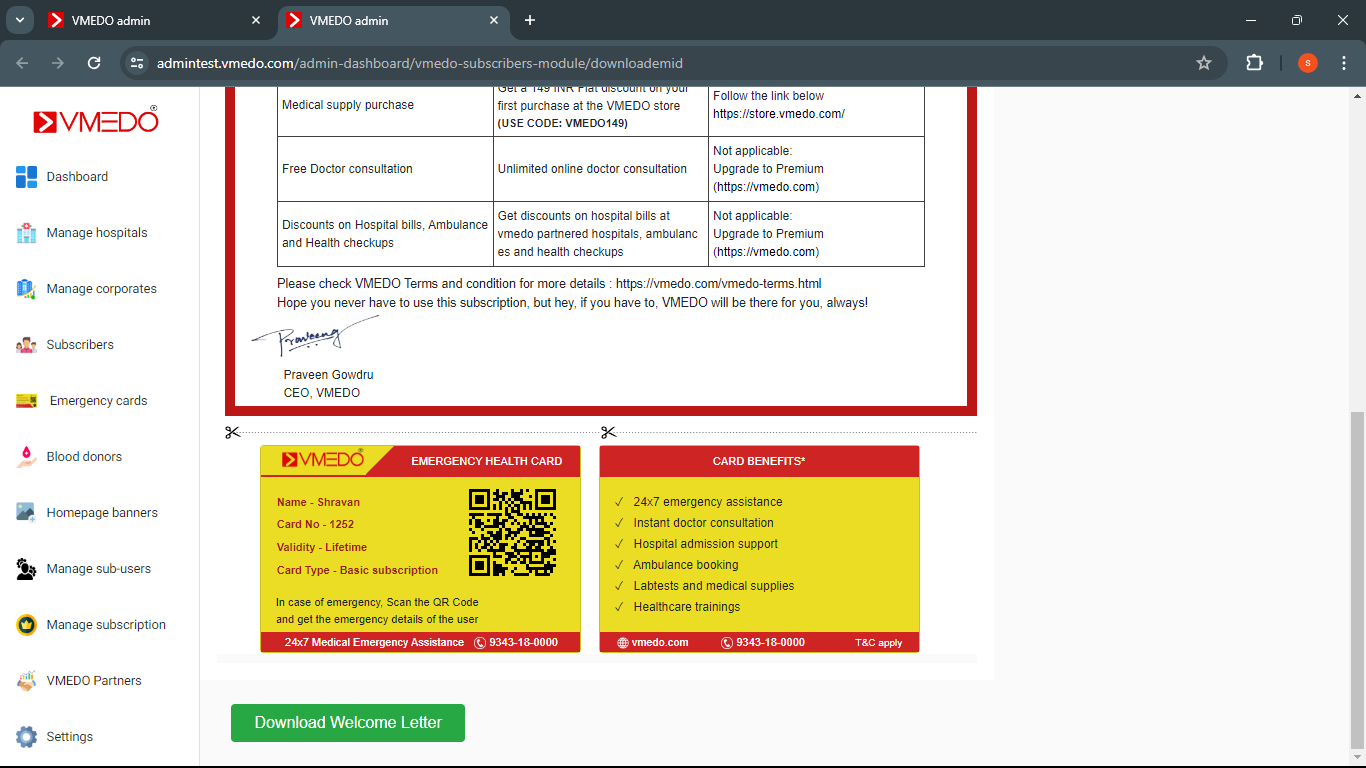 VMEDO admin
VMEDO admin
admintest.vmedo.com/admin-dashboard/vmedo-subscribers-module/downloademid
S
VMEDO
Dashboard
Manage hospitals
Manage corporates
Subscribers
Emergency cards
Blood donors
Homepage banners
Manage sub-users
Manage subscription
VMEDO Partners
Settings
Medical supply purchase
Get a 149 INR Flat discount on your
first purchase at the VMEDO store
(USE CODE: VMEDO149)
Follow the link below
https://store.vmedo.com/
Free Doctor consultation
Unlimited online doctor consultation
Not applicable:
Upgrade to Premium
(https://vmedo.com)
Discounts on Hospital bills, Ambulance
and Health checkups
Get discounts on hospital bills at
vmedo partnered hospitals, ambulanc
es and health checkups
Not applicable:
Upgrade to Premium
(https://vmedo.com)
Please check VMEDO Terms and condition for more details : https://vmedo.com/vmedo-terms.html
Hope you never have to use this subscription, but hey, if you have to, VMEDO will be there for you, always!
Praveeng
Praveen Gowdru
CEO, VMEDO
VMEDO
EMERGENCY HEALTH CARD
Name - Shravan
Card No - 1252
Validity - Lifetime
Card Type - Basic subscription
In case of emergency, Scan the QR Code
and get the emergency details of the user
24x7 Medical Emergency Assistance 9343-18-0000
CARD BENEFITS*
✓ 24x7 emergency assistance
✓ Instant doctor consultation
✓ Hospital admission support
✓ Ambulance booking
✓ Labtests and medical supplies
✓ Healthcare trainings
vmedo.com 9343-18-0000 T&C apply
Download Welcome Letter